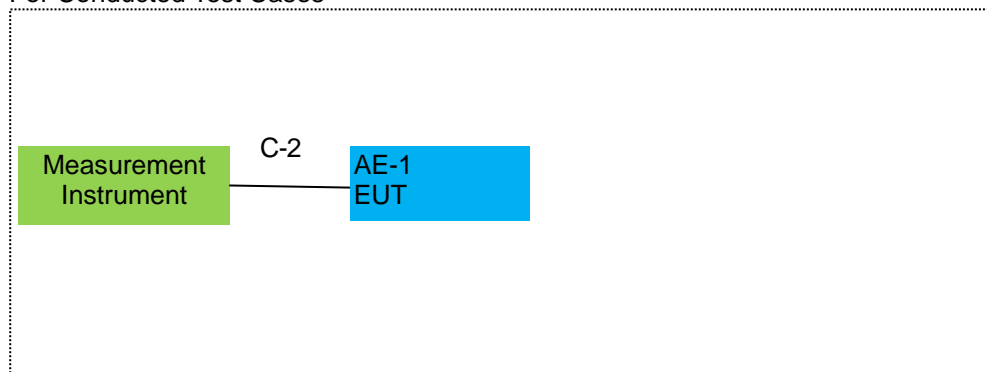 For Conducted Test Cases
C-2
Measurement
Instrument
AE-1
EUT